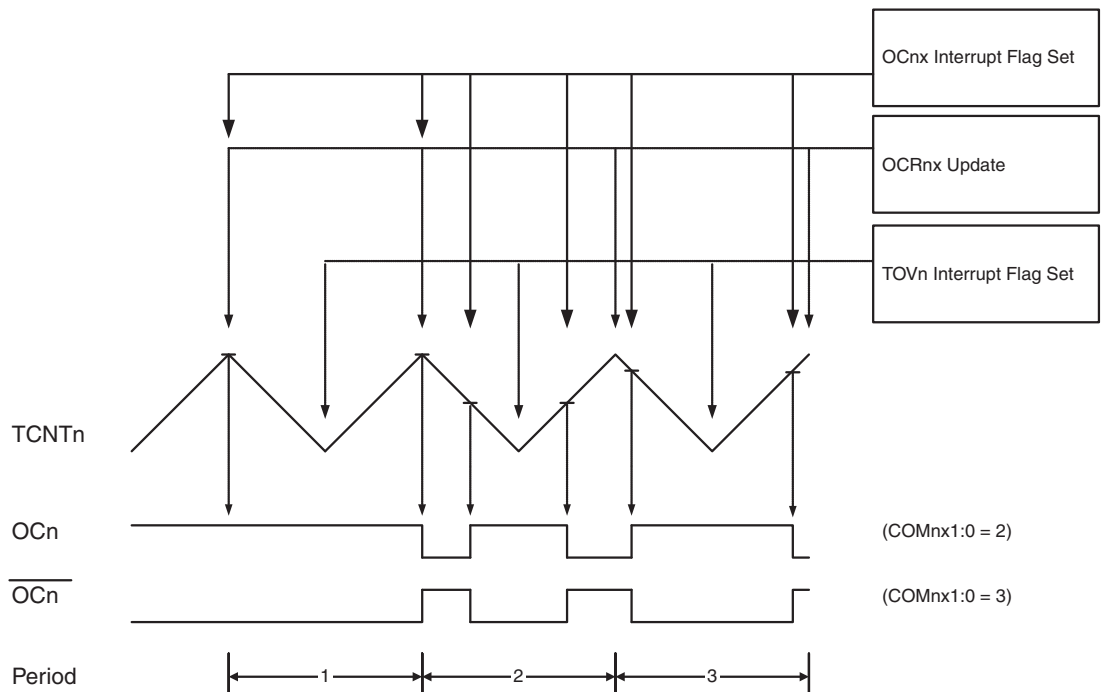 OCnx Interrupt Flag Set
OCRnx Update
TOVn Interrupt Flag Set
TCNTn
OCn
(COMnx1:0 = 2)
OCn
(COMnx1:0 = 3)
Period
1
2
3